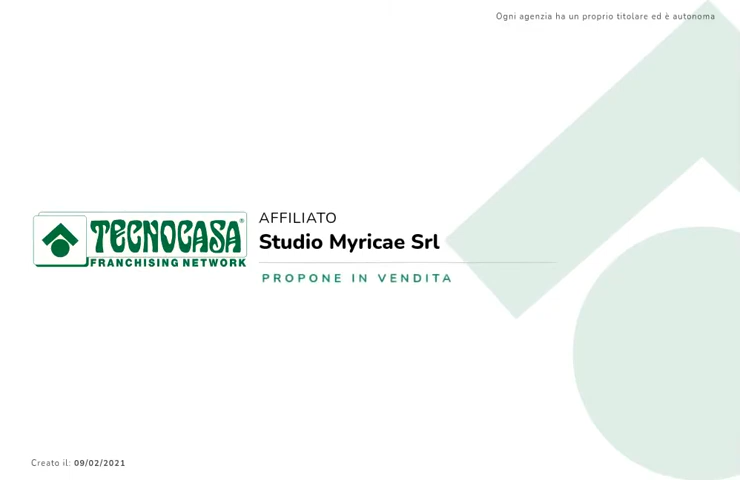 Ogni agenzia ha un proprio titolare ed è autonoma
TECNOCASA®
FRANCHISING NETWORK
AFFILIATO
Studio Myricae Srl
PROPONE IN VENDITA
Creato il: 09/02/2021